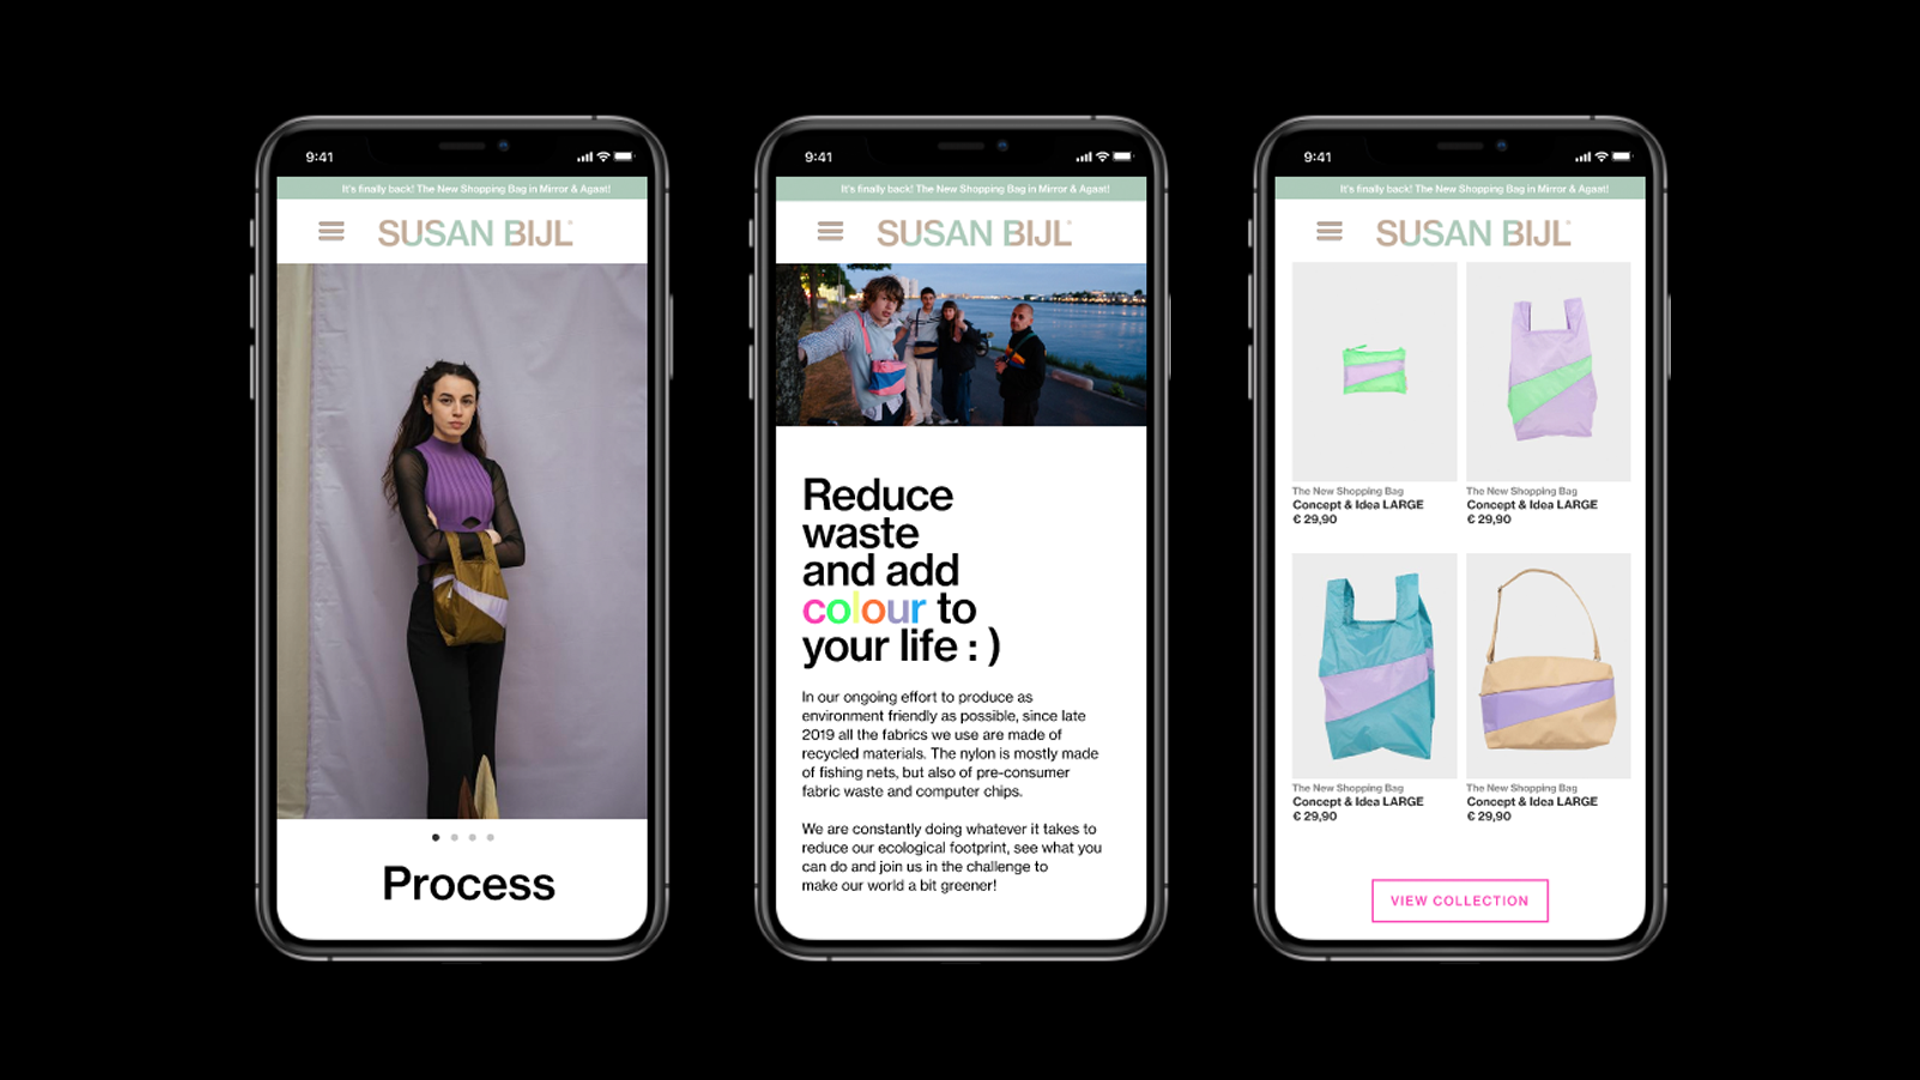 9:41
It's finally back! The New Shopping Bag in Mirror & Agaat!
SUSAN BIJL
Process
9:41
It's finally back! The New Shopping Bag in Mirror & Agaat!
SUSAN BIJL
Reduce
waste
and add
colour to
your life : )
In our ongoing effort to produce as
environment friendly as possible, since late
2019 all the fabrics we use are made of
recycled materials. The nylon is mostly made
of fishing nets, but also of pre-consumer
fabric waste and computer chips.
We are constantly doing whatever it takes to
reduce our ecological footprint, see what you
can do and join us in the challenge to
make our world a bit greener!
9:41
It's finally back! The New Shopping Bag in Mirror & Agaat!
SUSAN BIJL
The New Shopping Bag
Concept & Idea LARGE
€ 29,90
The New Shopping Bag
Concept & Idea LARGE
€ 29,90
The New Shopping Bag
Concept & Idea LARGE
€ 29,90
The New Shopping Bag
Concept & Idea LARGE
€ 29,90
VIEW COLLECTION